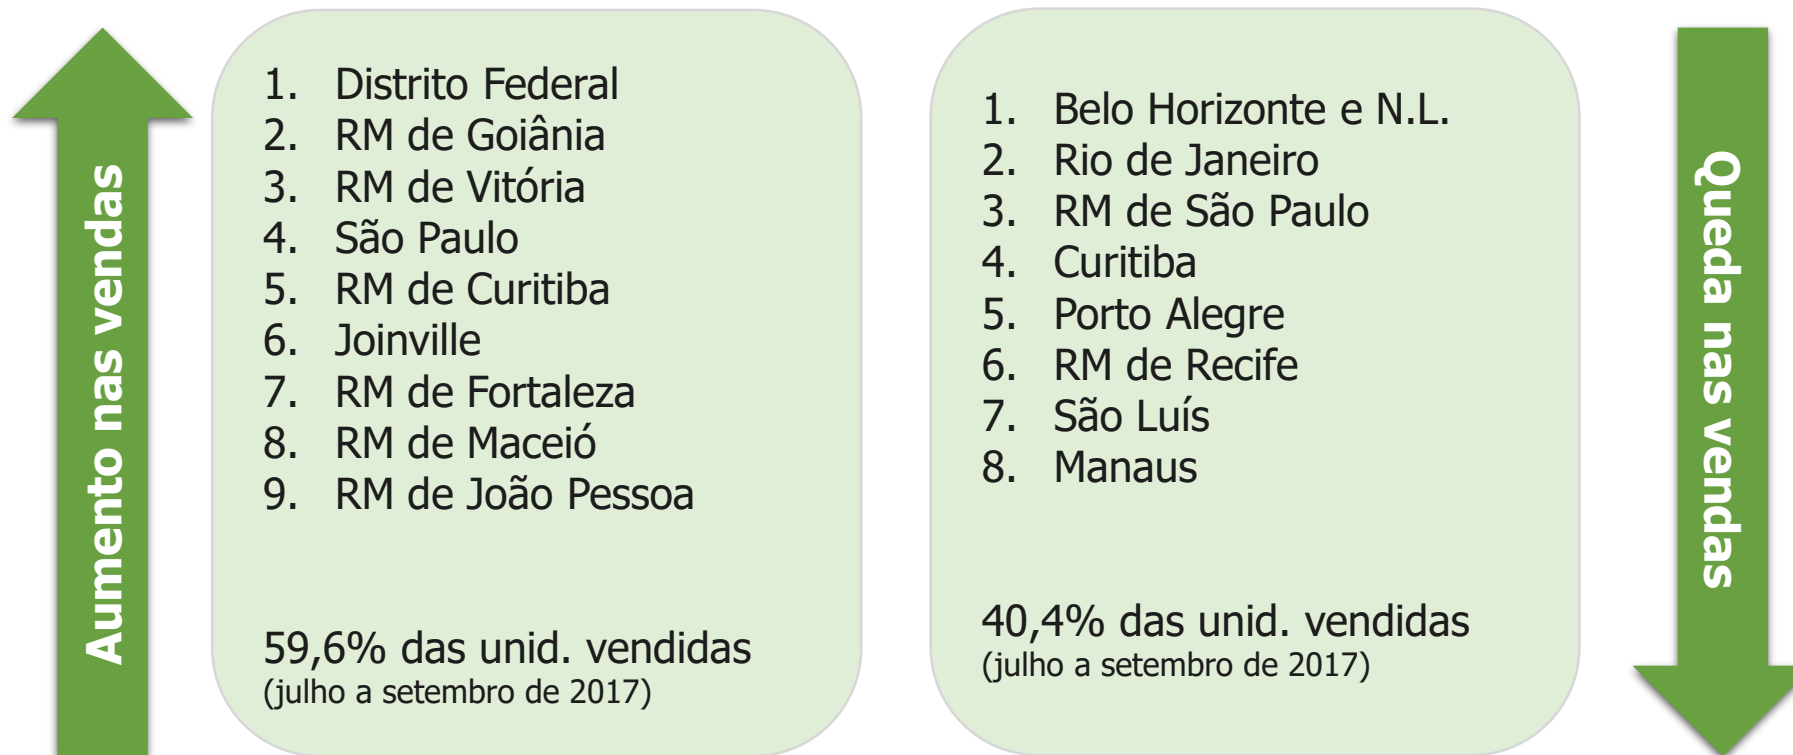 Aumento nas vendas
1. Distrito Federal
2. RM de Goiânia
3. RM de Vitória
4. São Paulo
5. RM de Curitiba
6. Joinville
7. RM de Fortaleza
8. RM de Maceió
9. RM de João Pessoa
59,6% das unid. vendidas
(julho a setembro de 2017)
1. Belo Horizonte e N.L.
2. Rio de Janeiro
3. RM de São Paulo
4. Curitiba
5. Porto Alegre
6. RM de Recife
7. São Luís
8. Manaus
40,4% das unid. vendidas
(julho a setembro de 2017)
Queda nas vendas